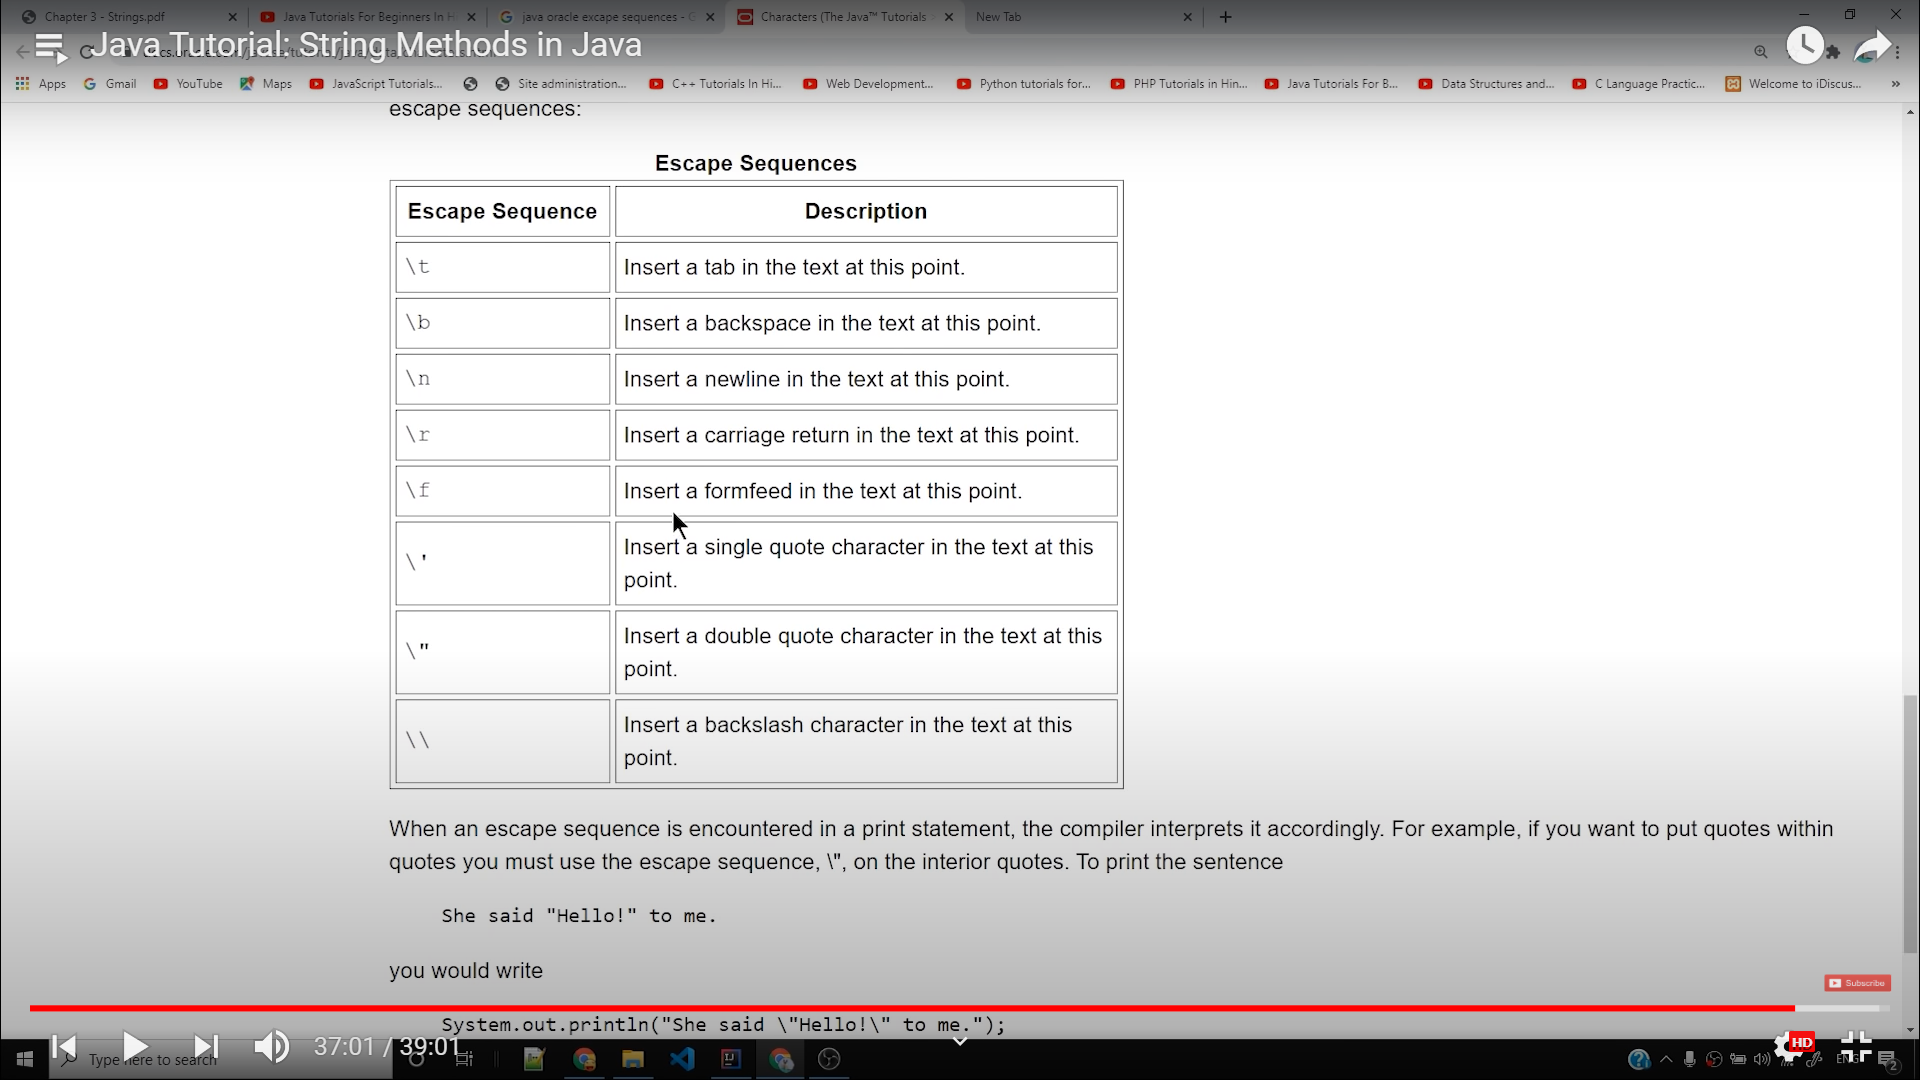 Chapter 3 - Strings.pdf
Java Tutorials For Beginners In H
java oracle excape sequences - G
Characters (The Java™ Tutorials
New Tab
Java Tutorial: String Methods in Java
Apps
Gmail
YouTube
Maps
JavaScript Tutorials...
Site administration...
C++ Tutorials In Hi...
Web Development...
Python tutorials for...
PHP Tutorials in Hin...
Java Tutorials For B...
Data Structures and...
C Language Practic...
Welcome to iDiscus...
escape sequences:
Escape Sequences
Escape Sequence Description
\t Insert a tab in the text at this point.
\b Insert a backspace in the text at this point.
\n Insert a newline in the text at this point.
\r Insert a carriage return in the text at this point.
\f Insert a formfeed in the text at this point.
\' Insert a single quote character in the text at this
point.
\" Insert a double quote character in the text at this
point.
\\ Insert a backslash character in the text at this
point.
When an escape sequence is encountered in a print statement, the compiler interprets it accordingly. For example, if you want to put quotes within
quotes you must use the escape sequence, \", on the interior quotes. To print the sentence
She said "Hello!" to me.
you would write
Subscribe
System.out.println("She said \"Hello!\" to me.");
37:01 / 39:01
HD
Type here to search
ENG
2